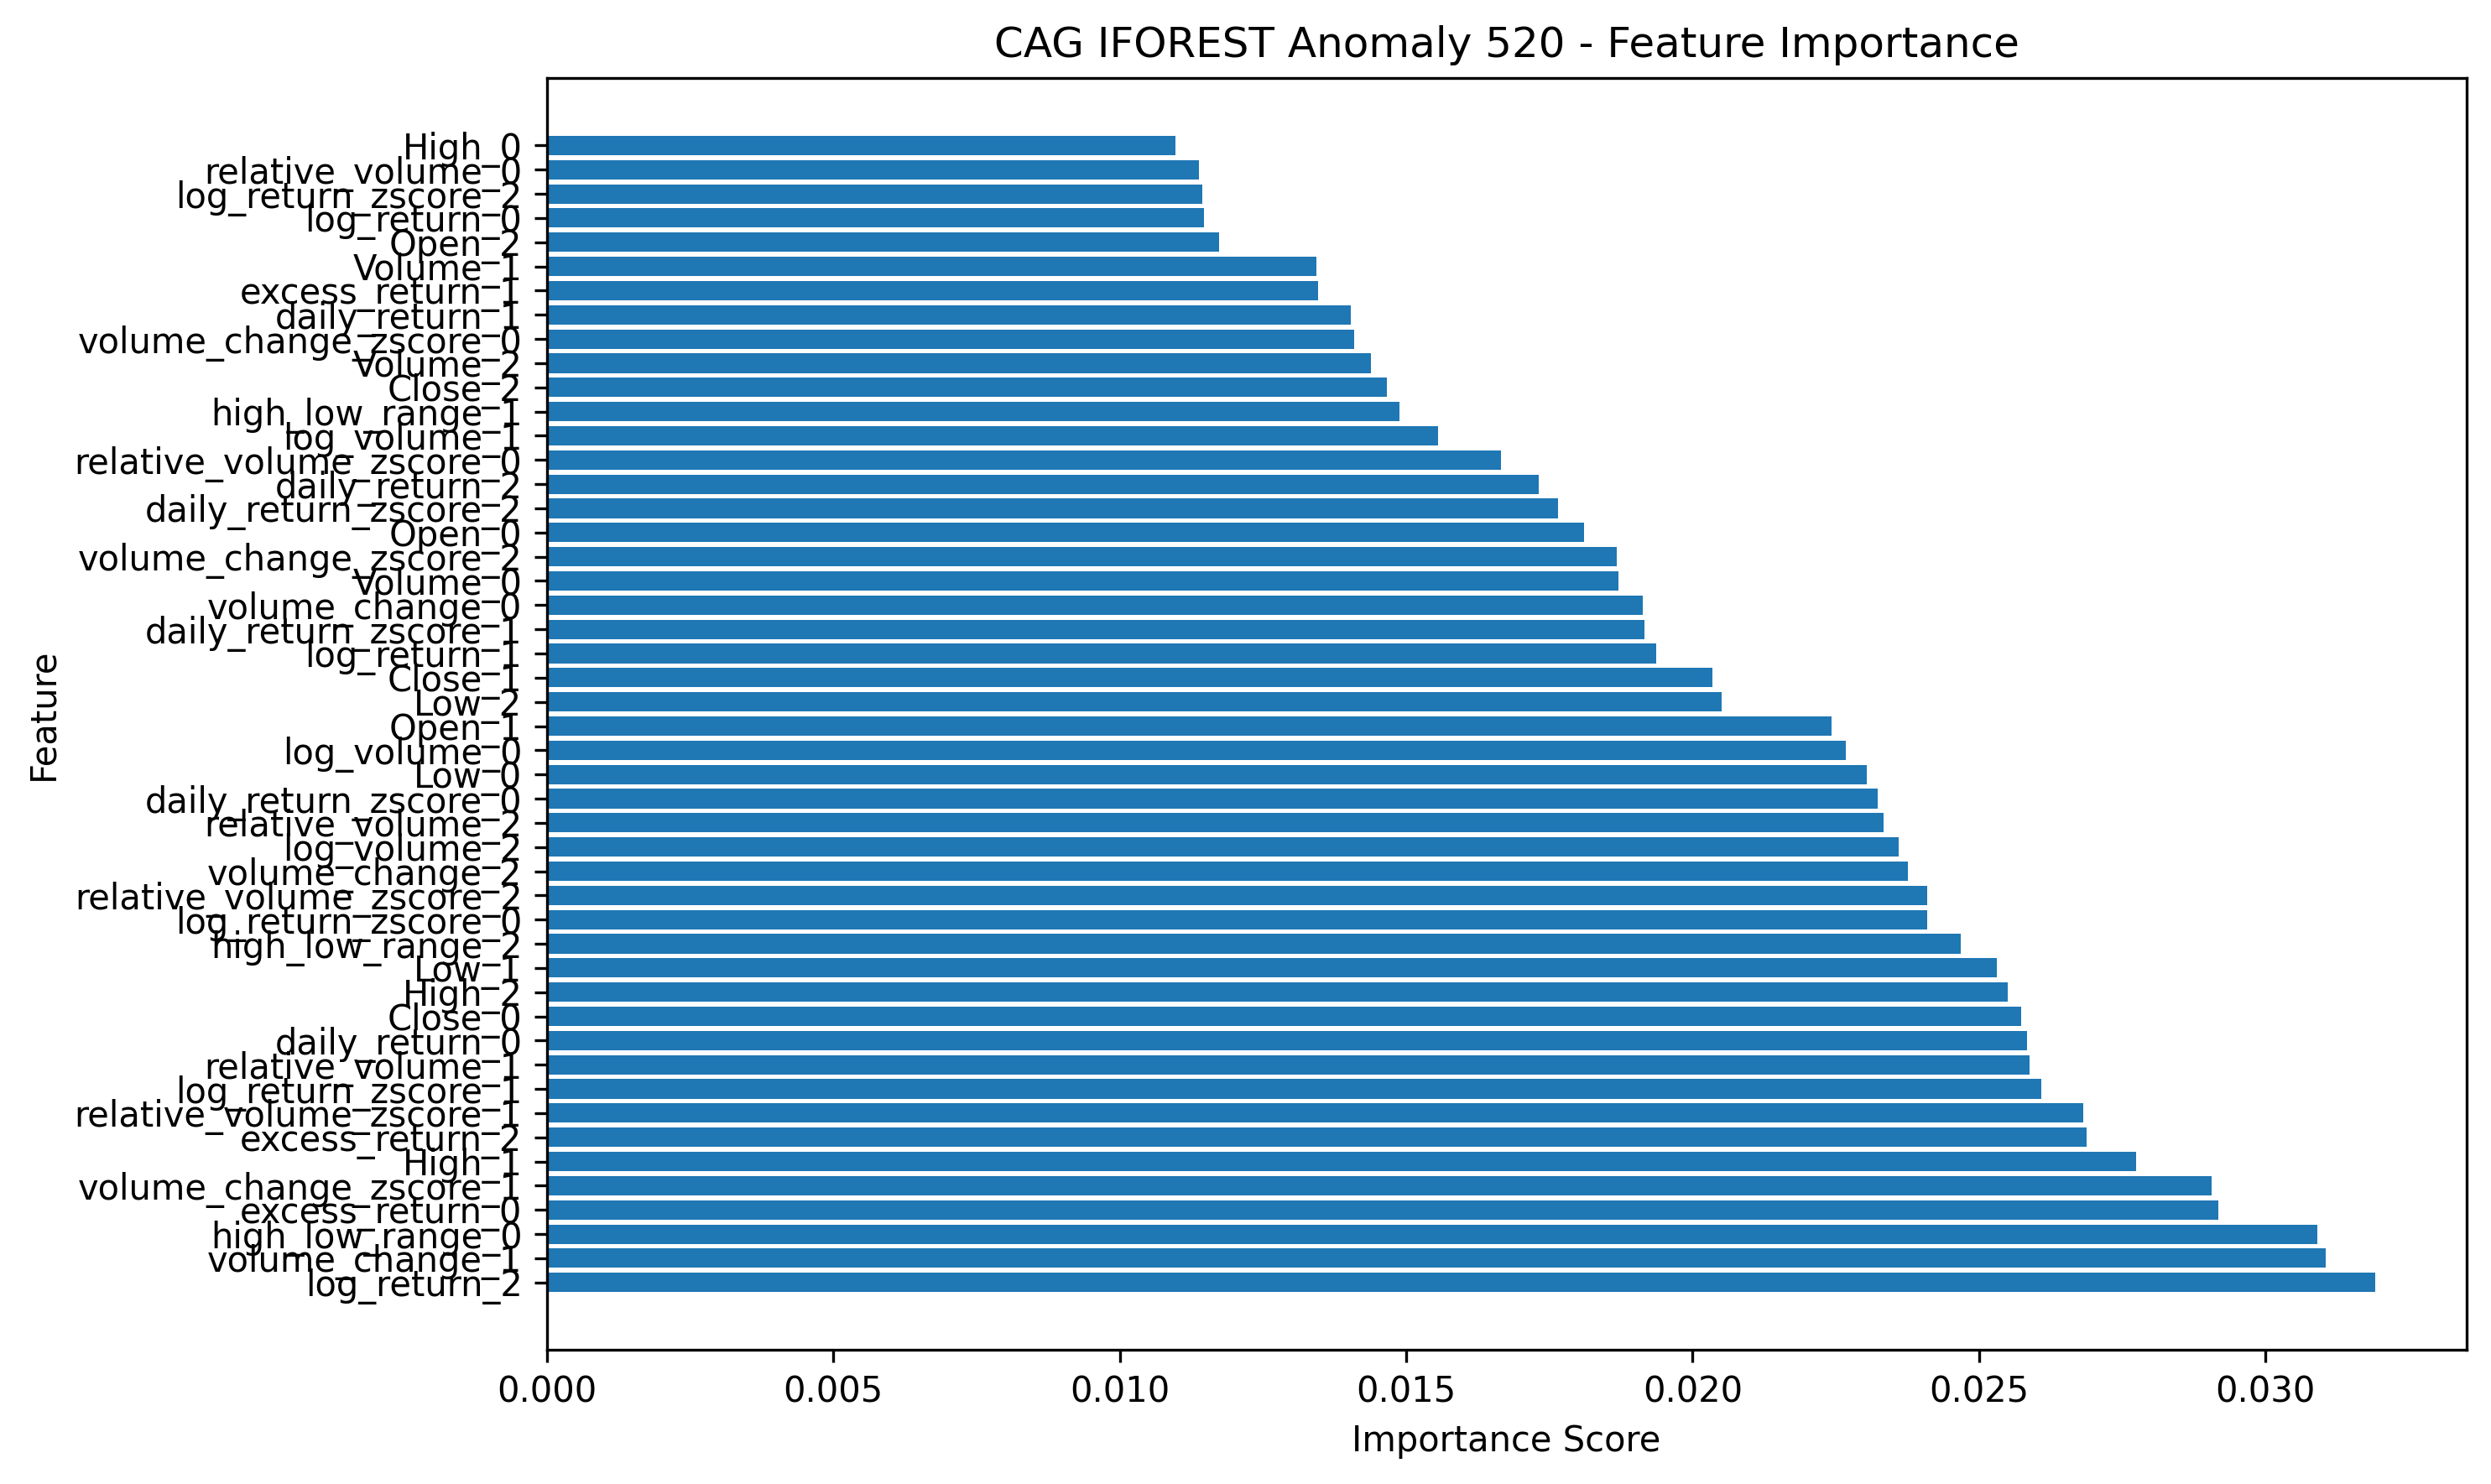 CAG IFOREST Anomaly 520 - Feature Importance
High_0
relative_volume_0
log_return_zscore_2
log_return_0
Open_2
Volume_1
excess_return_1
daily_return_1
volume_change_zscore_0
Volume_2
Close_2
high_low_range_1
log_volume_1
relative_volume_zscore_0
daily_return_2
daily_return_zscore_2
Open_0
volume_change_zscore_2
Volume_0
volume_change_0
daily_return_zscore_1
log_return_1
Close_1
Low_2
Open_1
log_volume_0
Low_0
daily_return_zscore_0
relative_volume_2
log_volume_2
volume_change_2
relative_volume_zscore_2
log_return_zscore_0
high_low_range_2
Low_1
High_2
Close_0
daily_return_0
relative_volume_1
log_return_zscore_1
relative_volume_zscore_1
excess_return_2
High_1
volume_change_zscore_1
excess_return_0
high_low_range_0
volume_change_1
log_return_2
Feature
0.000 0.005 0.010 0.015 0.020 0.025 0.030
Importance Score